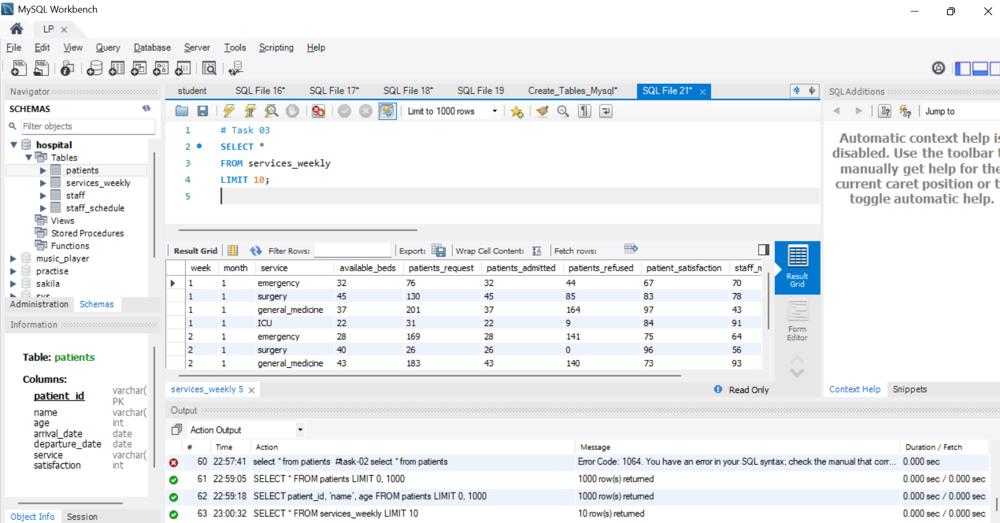 MySQL Workbench
LP
File Edit View Query Database Server Tools Scripting Help
Navigator
SCHEMAS
Filter objects
hospital
Tables
patients
services_weekly
staff
staff_schedule
Views
Stored Procedures
Functions
music_player
practise
sakila
sys
Administration Schemas
Information
Table: patients
Columns:
patient_id varchar( PK
name varchar(
age int
arrival_date date
departure_date date
service varchar(
satisfaction int
Object Info Session
student SQL File 16* SQL File 17* SQL File 18* SQL File 19 Create_Tables_Mysql* SQL File 21*
Limit to 1000 rows
1 # Task 03
2 SELECT *
3 FROM services_weekly
4 LIMIT 10;
5
Result Grid Filter Rows: Export: Wrap Cell Content: Fetch rows:
week month service available_beds patients_request patients_admitted patients_refused patient_satisfaction staff_m
1 1 emergency 32 76 32 44 67 70
1 1 surgery 45 130 45 85 83 78
1 1 general_medicine 37 201 37 164 97 43
1 1 ICU 22 31 22 9 84 91
2 1 emergency 28 169 28 141 75 64
2 1 surgery 40 26 26 0 96 56
2 1 general_medicine 43 183 43 140 73 93
Result Grid
Form Editor
services_weekly 5 Read Only
SQLAdditions
Jump to
Automatic context help is
disabled. Use the toolbar t
manually get help for the
current caret position or t
toggle automatic help.
Context Help Snippets
Output
Action Output
# Time Action Message Duration / Fetch
60 22:57:41 select * from patients #task-02 select * from patients Error Code: 1064. You have an error in your SQL syntax; check the manual that corr... 0.000 sec
61 22:59:05 SELECT * FROM patients LIMIT 0, 1000 1000 row(s) returned 0.000 sec / 0.000 sec
62 22:59:18 SELECT patient_id, `name`, age FROM patients LIMIT 0, 1000 1000 row(s) returned 0.000 sec / 0.000 sec
63 23:00:32 SELECT * FROM services_weekly LIMIT 10 10 row(s) returned 0.000 sec / 0.000 sec